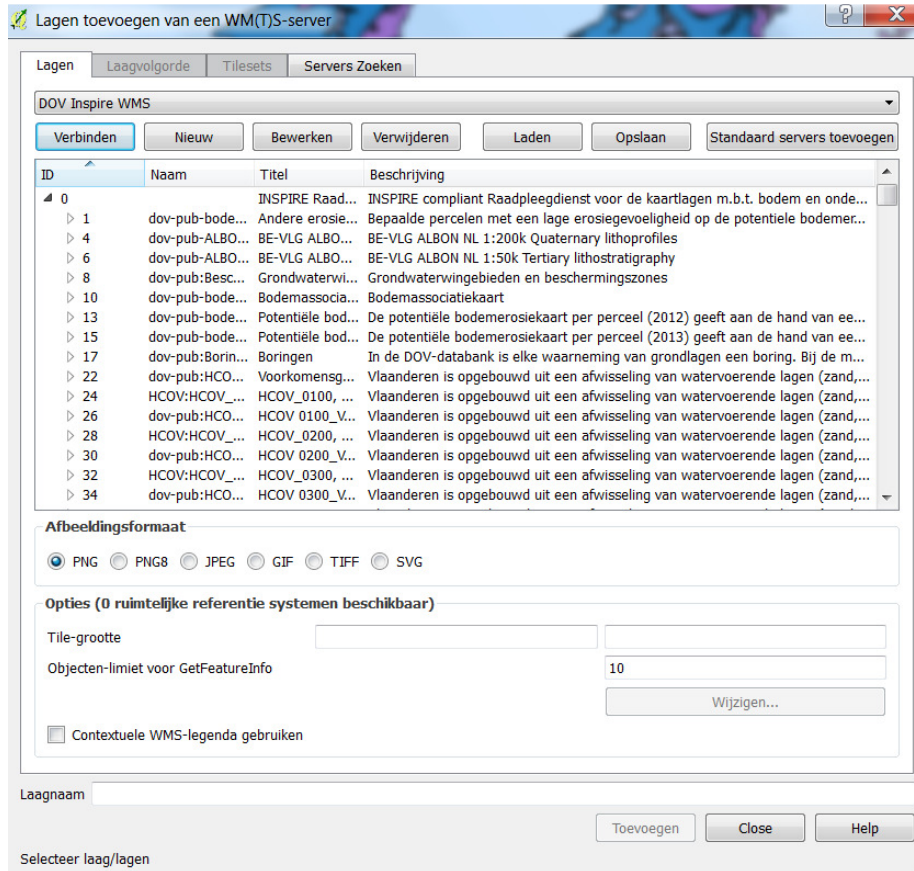 Lagen toevoegen van een WM(T)S-server
Lagen Laagvolgorde Tilesets Servers Zoeken
DOV Inspire WMS
Verbinden Nieuw Bewerken Verwijderen Laden Opslaan Standaard servers toevoegen
ID Naam Titel Beschrijving
0 INSPIRE Raad... INSPIRE compliant Raadpleegdienst voor de kaartlagen m.b.t. bodem en onde...
1 dov-pub-bode... Andere erosie... Bepaalde percelen met een lage erosiegevoeligheid op de potentiele bodemer...
4 dov-pub-ALBO... BE-VLG ALBO... BE-VLG ALBON NL 1:200k Quaternary lithoprofiles
6 dov-pub-ALBO... BE-VLG ALBO... BE-VLG ALBON NL 1:50k Tertiary lithostratigraphy
8 dov-pub:Besc... Grondwaterwi... Grondwaterwingebieden en beschermingszones
10 dov-pub-bode... Bodemassocia... Bodemassociatiekaart
13 dov-pub-bode... Potentiële bod... De potentiële bodemerosiekaart per perceel (2012) geeft aan de hand van ee...
15 dov-pub-bode... Potentiële bod... De potentiële bodemerosiekaart per perceel (2013) geeft aan de hand van ee...
17 dov-pub:Borin... Boringen In de DOV-databank is elke waarneming van grondlagen een boring. Bij de m...
22 dov-pub:HCO... Voorkomensg... Vlaanderen is opgebouwd uit een afwisseling van watervoerende lagen (zand,...
24 HCOV:HCOV_... HCOV_0100, ... Vlaanderen is opgebouwd uit een afwisseling van watervoerende lagen (zand,...
26 dov-pub:HCO... HCOV 0100_V... Vlaanderen is opgebouwd uit een afwisseling van watervoerende lagen (zand,...
28 HCOV:HCOV_... HCOV_0200, ... Vlaanderen is opgebouwd uit een afwisseling van watervoerende lagen (zand,...
30 dov-pub:HCO... HCOV 0200_V... Vlaanderen is opgebouwd uit een afwisseling van watervoerende lagen (zand,...
32 HCOV:HCOV_... HCOV_0300, ... Vlaanderen is opgebouwd uit een afwisseling van watervoerende lagen (zand,...
34 dov-pub:HCO... HCOV 0300_V... Vlaanderen is opgebouwd uit een afwisseling van watervoerende lagen (zand,...
Afbeeldingsformaat
PNG PNG8 JPEG GIF TIFF SVG
Opties (0 ruimtelijke referentie systemen beschikbaar)
Tile-grootte
Objecten-limiet voor GetFeatureInfo 10
Wijzigen...
Contextuele WMS-legenda gebruiken
Laagnaam
Toevoegen Close Help
Selecteer laag/lagen